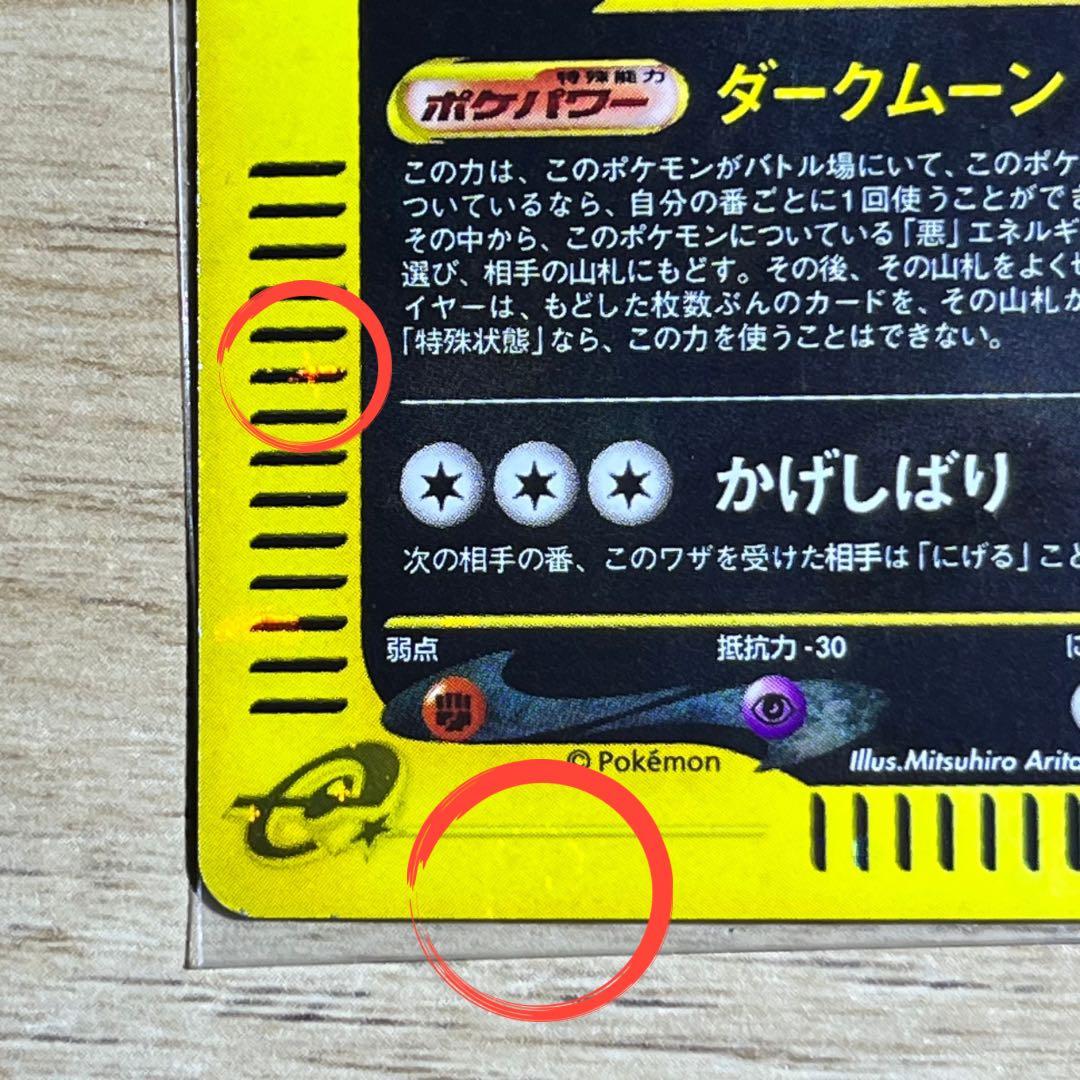 特殊能力
ポケパワー ダークムーン
この力は、このポケモンがバトル場にいて、このポケ
ついているなら、自分の番ごとに1回使うことができ
その中から、このポケモンについている「悪」エネルギ
選び、相手の山札にもどす。その後、その山札をよくせ
イヤーは、もどした枚数ぶんのカードを、その山札か
「特殊状態」なら、この力を使うことはできない。
かげしばり
次の相手の番、このワザを受けた相手は「にげる」こと
弱点 抵抗力-30 に
© Pokémon Illus.Mitsuhiro Arita